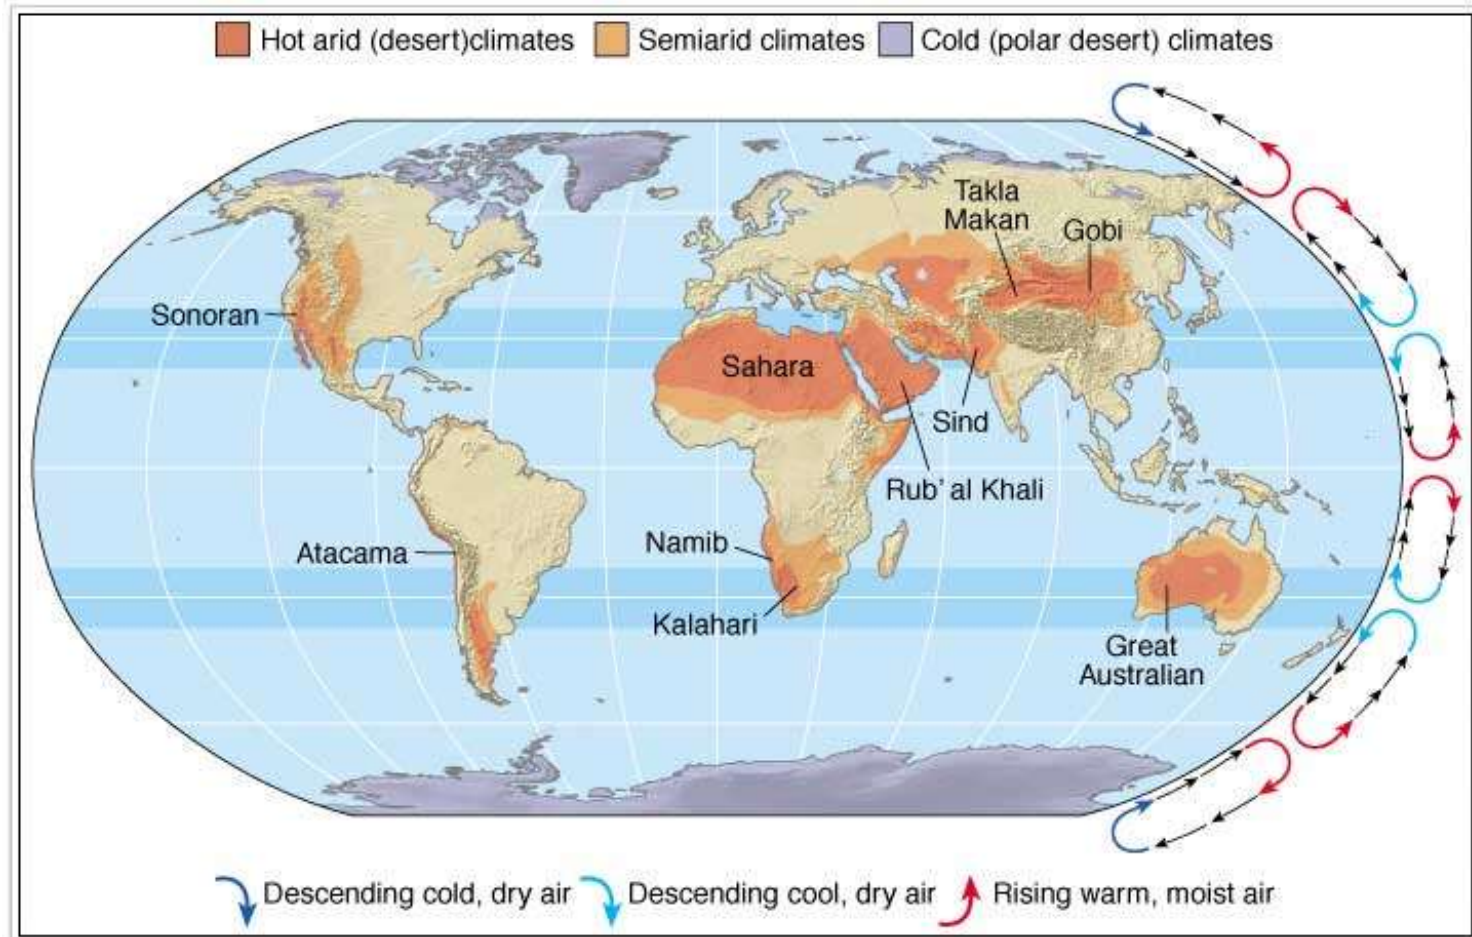 Hot arid (desert)climates
Semiarid climates
Cold (polar desert) climates
Takla
Makan
Gobi
Sonoran
Sahara
Sind
Rub' al Khali
Atacama
Namib
Kalahari
Great
Australian
Descending cold, dry air
Descending cool, dry air
Rising warm, moist air